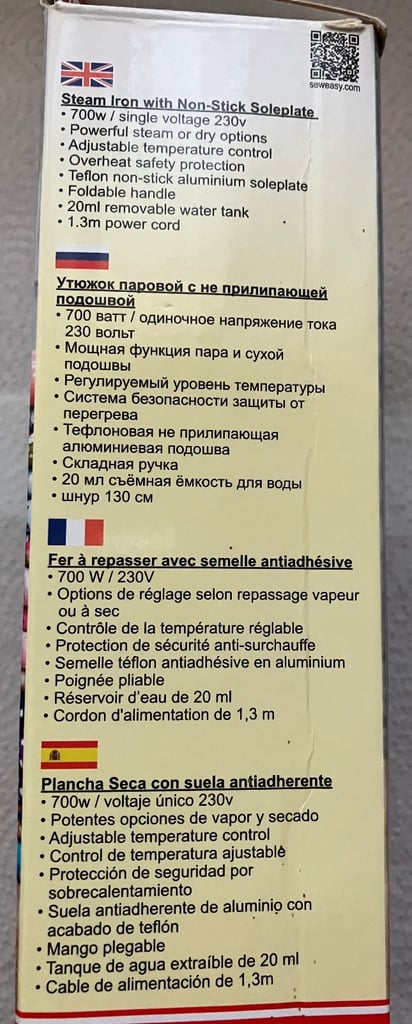 seweasy.com
Steam Iron with Non-Stick Soleplate
• 700w / single voltage 230v
• Powerful steam or dry options
• Adjustable temperature control
• Overheat safety protection
• Teflon non-stick aluminium soleplate
• Foldable handle
• 20ml removable water tank
• 1.3m power cord
Утюжок паровой с не прилипающей
подошвой
• 700 ватт / одиночное напряжение тока
230 вольт
• Мощная функция пара и сухой
подошвы
• Регулируемый уровень температуры
• Система безопасности защиты от
перегрева
• Тефлоновая не прилипающая
алюминиевая подошва
• Складная ручка
• 20 мл съёмная ёмкость для воды
• шнур 130 см
Fer à repasser avec semelle antiadhésive
• 700 W / 230V
• Options de réglage selon repassage vapeur
ou à sec
• Contrôle de la température réglable
• Protection de sécurité anti-surchauffe
• Semelle téflon antiadhésive en aluminium
• Poignée pliable
• Réservoir d'eau de 20 ml
• Cordon d'alimentation de 1,3 m
Plancha Seca con suela antiadherente
• 700w / voltaje único 230v
• Potentes opciones de vapor y secado
• Adjustable temperature control
• Control de temperatura ajustable
• Protección de seguridad por
sobrecalentamiento
• Suela antiadherente de aluminio con
acabado de teflón
• Mango plegable
• Tanque de agua extraíble de 20 ml
• Cable de alimentación de 1,3m